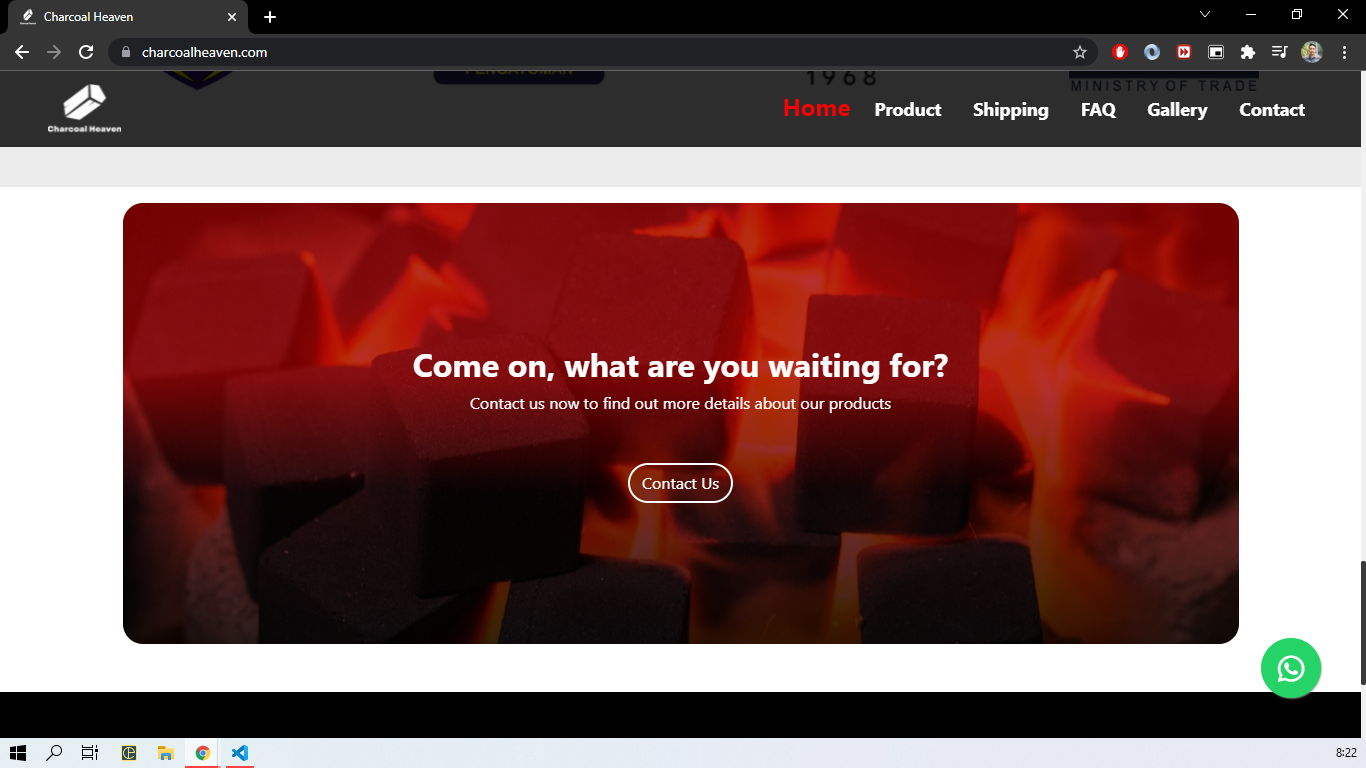 Charcoal Heaven
charcoalheaven.com
1968
MINISTRY OF TRADE
Charcoal Heaven
Home Product Shipping FAQ Gallery Contact
Come on, what are you waiting for?
Contact us now to find out more details about our products
Contact Us
8:22